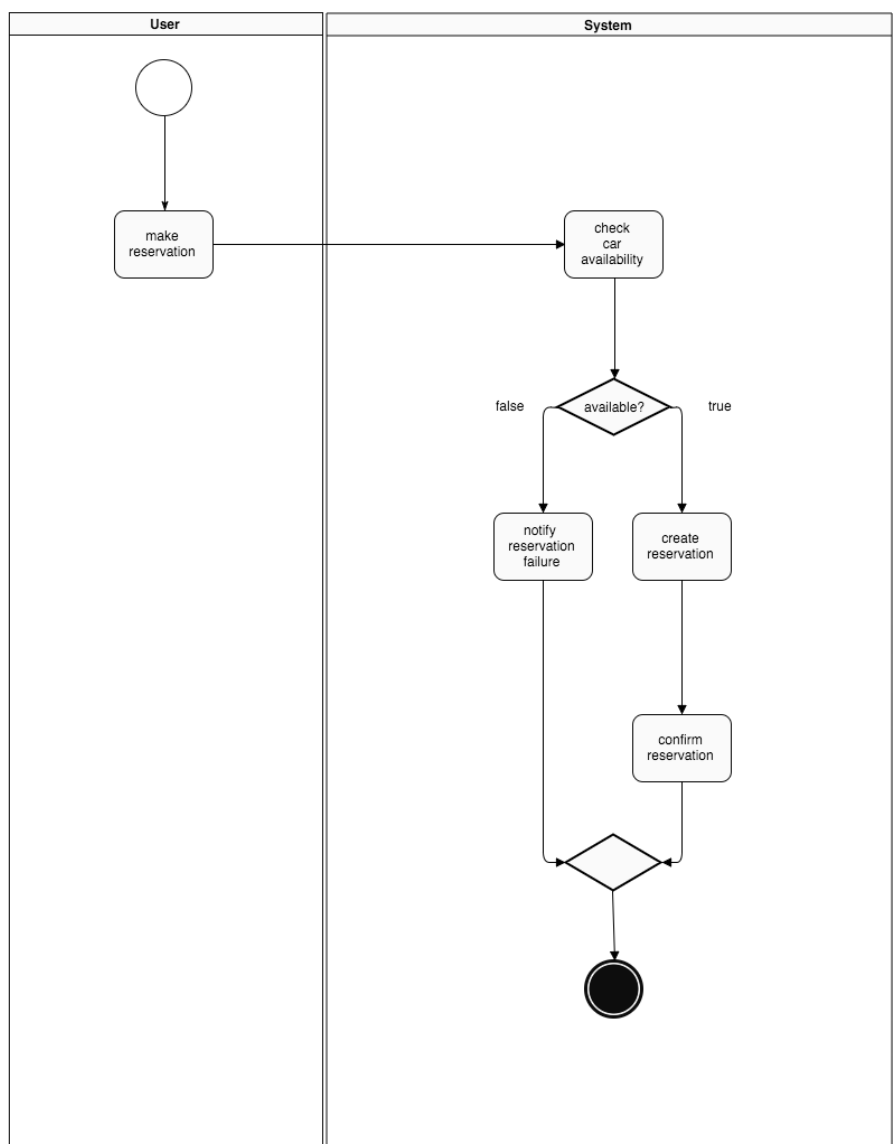 User
System
make
reservation
check
car
availability
false
available?
true
notify
reservation
failure
create
reservation
confirm
reservation